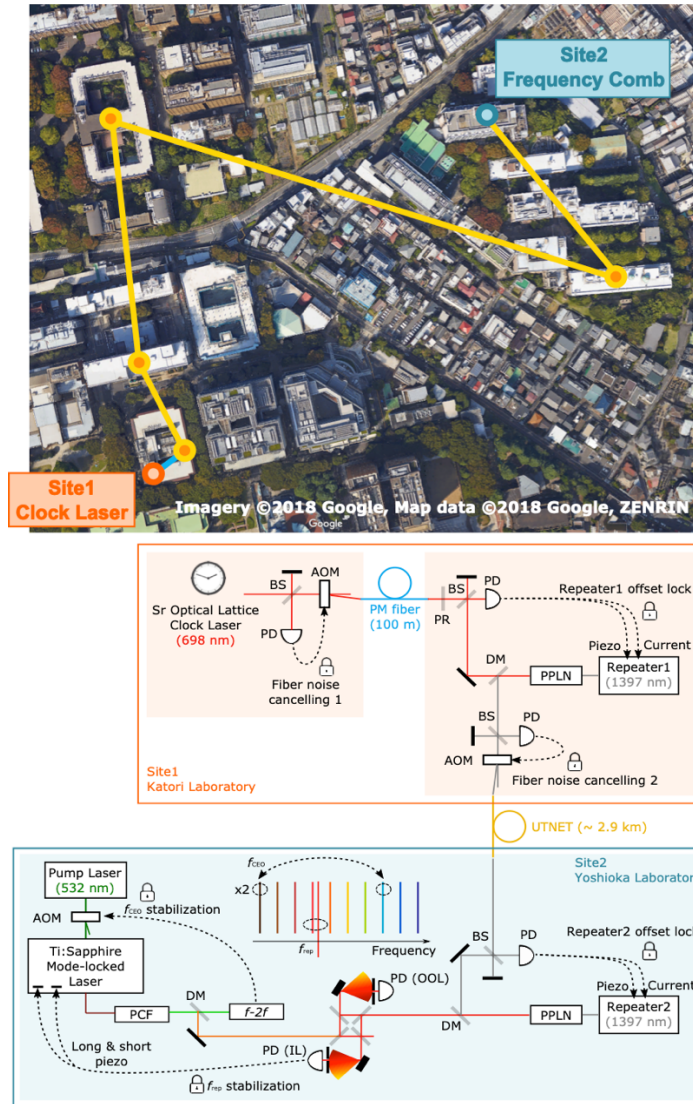 Site2
Frequency Comb
Site1
Clock Laser
Imagery ©2018 Google, Map data ©2018 Google, ZENRIN
Google
Sr Optical Lattice
Clock Laser
(698 nm)
BS
AOM
PD
Fiber noise
cancelling 1
PM fiber
(100 m)
PR
BS
PD
Repeater1 offset lock
Piezo
Current
DM
PPLN
Repeater1
(1397 nm)
BS
PD
AOM
Fiber noise cancelling 2
Site1
Katori Laboratory
UTNET (~ 2.9 km)
Site2
Yoshioka Laborator
Pump Laser
(532 nm)
AOM
fCEO stabilization
Ti:Sapphire
Mode-locked
Laser
PCF
DM
f-2f
Long & short
piezo
frep stabilization
fCEO
x2
frep
Frequency
PD (OOL)
PD (IL)
BS
PD
Repeater2 offset lock
Piezo
Current
DM
PPLN
Repeater2
(1397 nm)